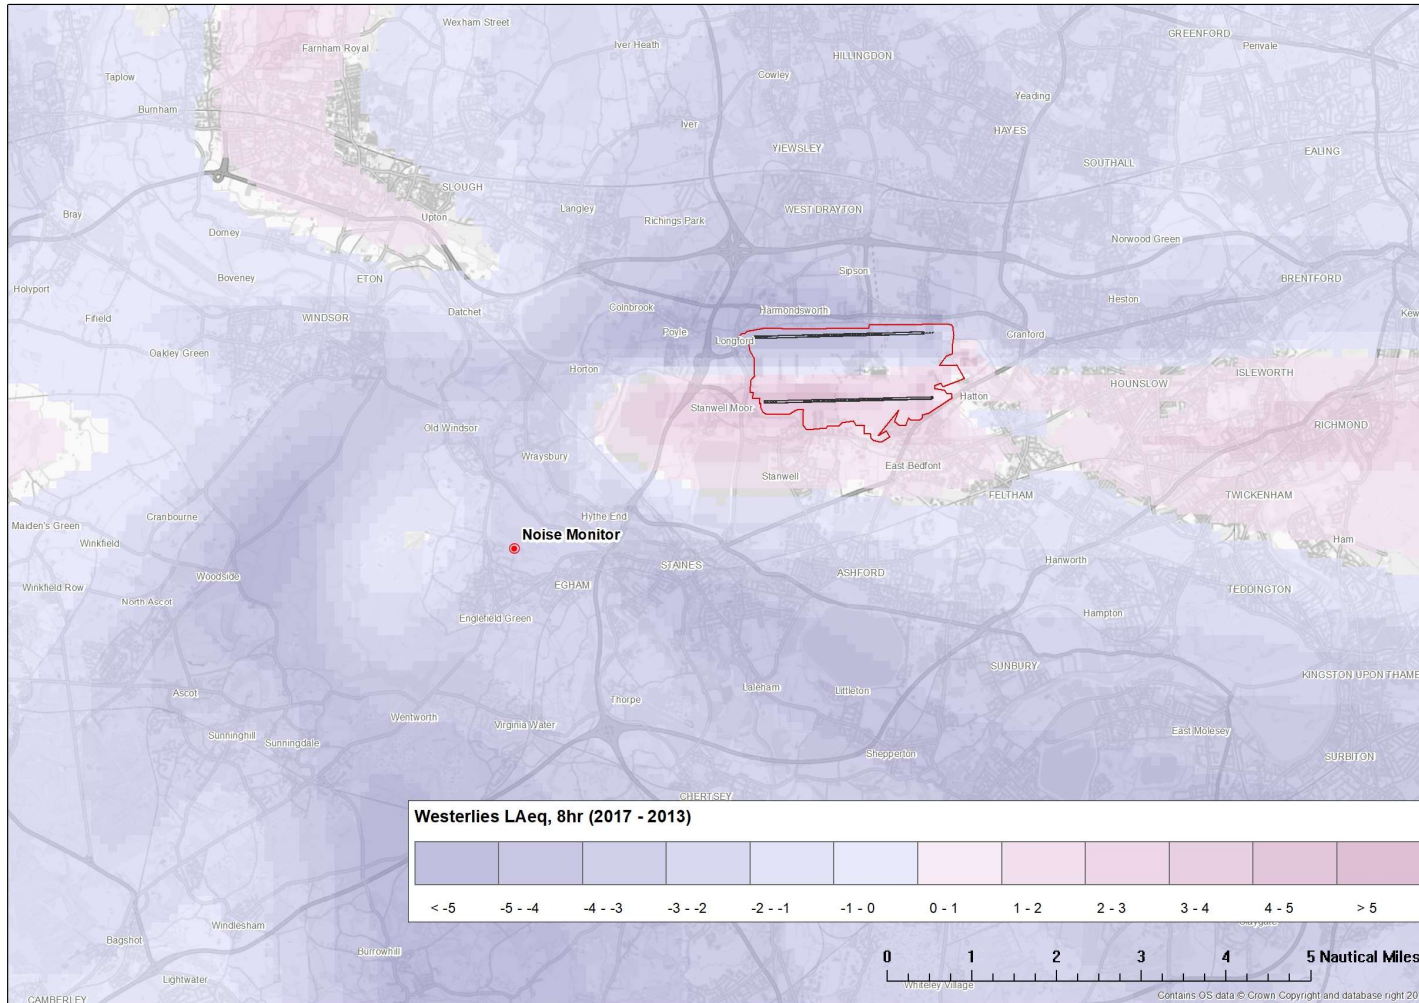 Wexham Street
GREENFORD
Farnham Royal
Iver Heath
Perivale
HILLINGDON
Taplow
Cowley
Burnham
Yeading
Iver
HAYES
YIEWSLEY
EALING
SOUTHALL
SLOUGH
Langley
WEST DRAYTON
Bray
Upton
Richings Park
Dorney
Norwood Green
Sipson
Boveney
ETON
BRENTFORD
Holyport
Heston
Colnbrook
Harmondsworth
Datchet
Kew
Fifield
WINDSOR
Poyle
Cranford
Longford
Oakley Green
Horton
ISLEWORTH
HOUNSLOW
Hatton
Stanwell Moor
RICHMOND
Old Windsor
Wraysbury
East Bedfont
Stanwell
FELTHAM
TWICKENHAM
Cranbourne
Hythe End
Maiden's Green
Noise Monitor
Ham
Winkfield
Hanworth
STAINES
ASHFORD
Woodside
Winkfield Row
EGHAM
TEDDINGTON
North Ascot
Hampton
Englefield Green
SUNBURY
KINGSTON UPON THAME
Ascot
Laleham
Littleton
Thorpe
Wentworth
Virginia Water
Sunninghill
East Molesey
Sunningdale
Shepperton
SURBITON
CHERTSEY
Westerlies LAeq, 8hr (2017 - 2013)
< -5 -5 - -4 -4 - -3 -3 - -2 -2 - -1 -1 - 0 0 - 1 1 - 2 2 - 3 3 - 4 4 - 5 > 5
Windlesham
Bagshot
Burrowhill
0 1 2 3 4 5 Nautical Miles
Lightwater
Whiteley Village
CAMBERLEY
Contains OS data © Crown Copyright and database right 20